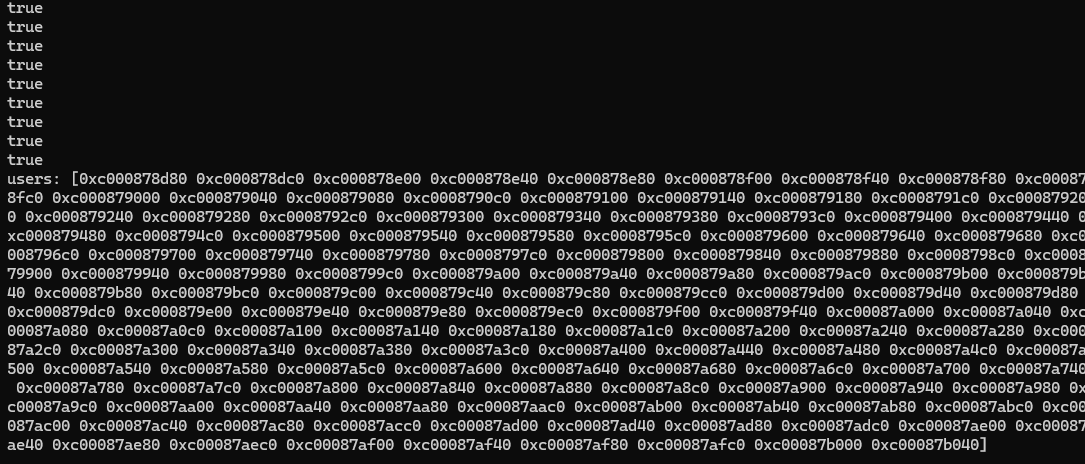 true
true
true
true
true
true
true
true
true
users: [0xc000878d80 0xc000878dc0 0xc000878e00 0xc000878e40 0xc000878e80 0xc000878f00 0xc000878f40 0xc000878f80 0xc00087
8fc0 0xc000879000 0xc000879040 0xc000879080 0xc0008790c0 0xc000879100 0xc000879140 0xc000879180 0xc0008791c0 0xc00087920
0 0xc000879240 0xc000879280 0xc0008792c0 0xc000879300 0xc000879340 0xc000879380 0xc0008793c0 0xc000879400 0xc000879440 0
xc000879480 0xc0008794c0 0xc000879500 0xc000879540 0xc000879580 0xc0008795c0 0xc000879600 0xc000879640 0xc000879680 0xc0
008796c0 0xc000879700 0xc000879740 0xc000879780 0xc0008797c0 0xc000879800 0xc000879840 0xc000879880 0xc0008798c0 0xc0008
79900 0xc000879940 0xc000879980 0xc0008799c0 0xc000879a00 0xc000879a40 0xc000879a80 0xc000879ac0 0xc000879b00 0xc000879b
40 0xc000879b80 0xc000879bc0 0xc000879c00 0xc000879c40 0xc000879c80 0xc000879cc0 0xc000879d00 0xc000879d40 0xc000879d80
0xc000879dc0 0xc000879e00 0xc000879e40 0xc000879e80 0xc000879ec0 0xc000879f00 0xc000879f40 0xc00087a000 0xc00087a040 0xc
00087a080 0xc00087a0c0 0xc00087a100 0xc00087a140 0xc00087a180 0xc00087a1c0 0xc00087a200 0xc00087a240 0xc00087a280 0xc000
87a2c0 0xc00087a300 0xc00087a340 0xc00087a380 0xc00087a3c0 0xc00087a400 0xc00087a440 0xc00087a480 0xc00087a4c0 0xc00087a
500 0xc00087a540 0xc00087a580 0xc00087a5c0 0xc00087a600 0xc00087a640 0xc00087a680 0xc00087a6c0 0xc00087a700 0xc00087a740
0xc00087a780 0xc00087a7c0 0xc00087a800 0xc00087a840 0xc00087a880 0xc00087a8c0 0xc00087a900 0xc00087a940 0xc00087a980 0x
c00087a9c0 0xc00087aa00 0xc00087aa40 0xc00087aa80 0xc00087aac0 0xc00087ab00 0xc00087ab40 0xc00087ab80 0xc00087abc0 0xc00
087ac00 0xc00087ac40 0xc00087ac80 0xc00087acc0 0xc00087ad00 0xc00087ad40 0xc00087ad80 0xc00087adc0 0xc00087ae00 0xc00087
ae40 0xc00087ae80 0xc00087aec0 0xc00087af00 0xc00087af40 0xc00087af80 0xc00087afc0 0xc00087b000 0xc00087b040]